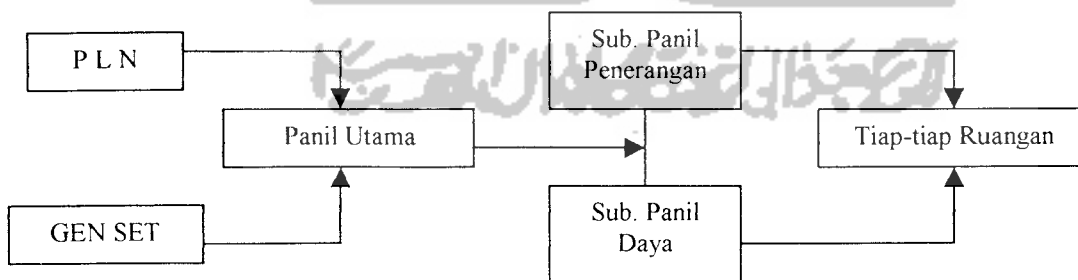 P L N
Sub. Panil
Penerangan
Panil Utama
Tiap-tiap Ruangan
GEN SET
Sub. Panil
Daya